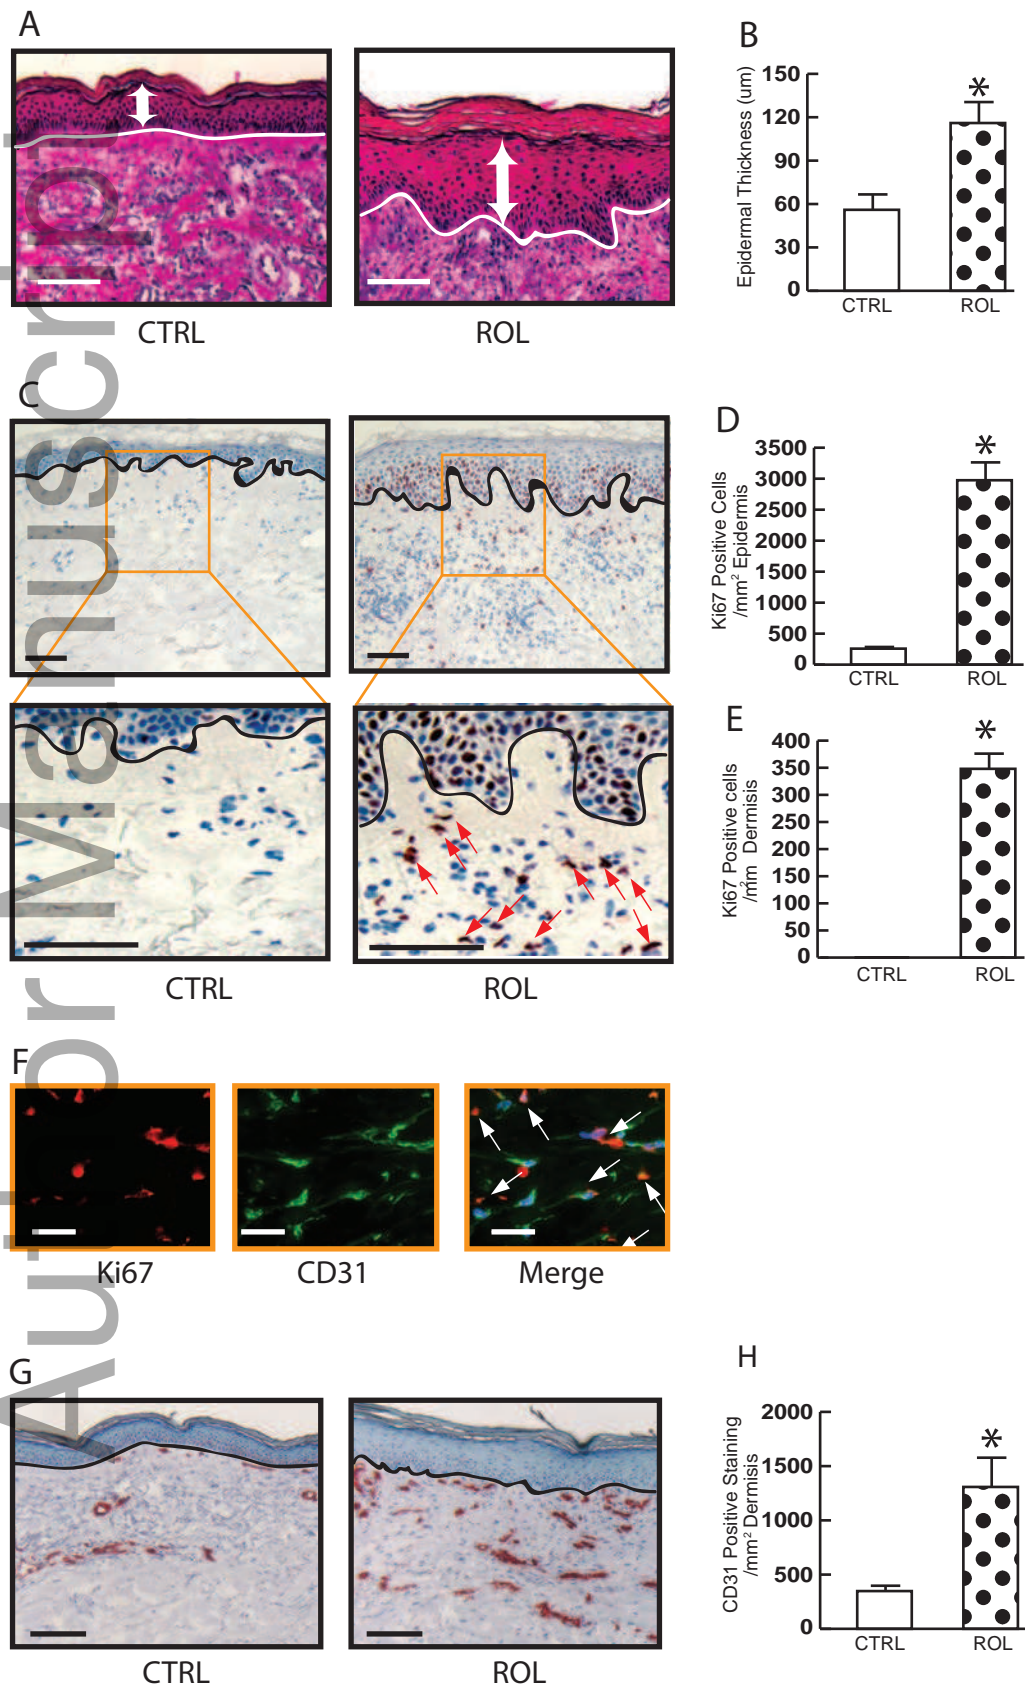 Author Manuscript
A
CTRL
ROL
B
Epidermal Thickness (um)
150
120
90
60
30
0
*
CTRL
ROL
C
CTRL
ROL
D
Ki67 Positive Cells
/mm² Epidermis
3500
3000
2500
2000
1500
1000
500
0
*
CTRL
ROL
E
Ki67 Positive cells
/mm² Dermisis
400
350
300
250
200
150
100
50
0
*
CTRL
ROL
F
Ki67
CD31
Merge
G
CTRL
ROL
H
CD31 Positive Staining
/mm² Dermisis
2000
1500
1000
500
0
*
CTRL
ROL